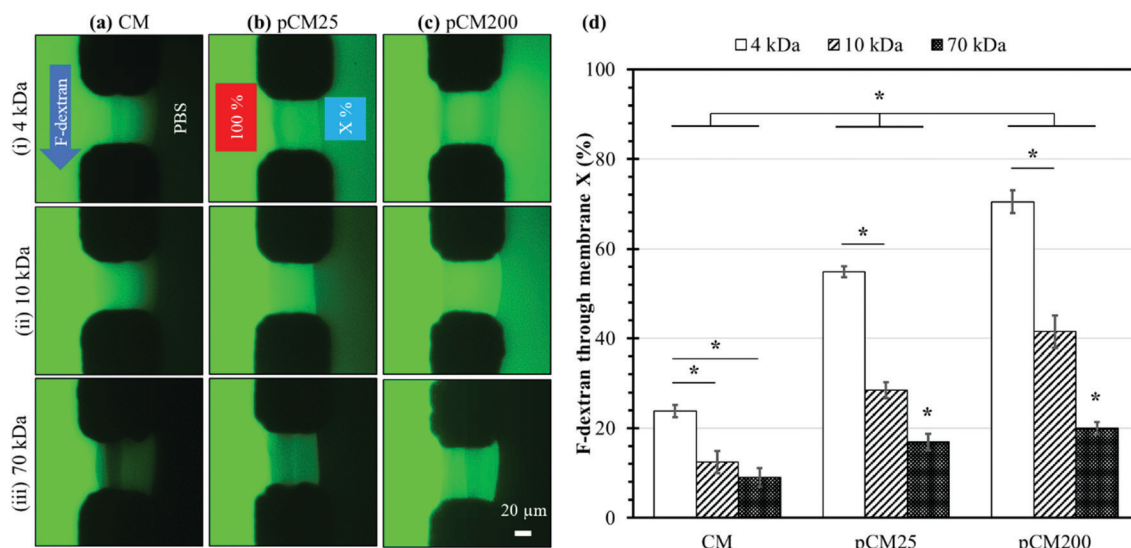 (a) CM
(b) pCM25
(c) pCM200
(i) 4 kDa
F-dextran
PBS
100 %
X %
(ii) 10 kDa
(iii) 70 kDa
20 µm
(d)
4 kDa
10 kDa
70 kDa
F-dextran through membrane X (%)
100
80
60
40
20
0
*
*
*
*
*
*
*
CM
pCM25
pCM200